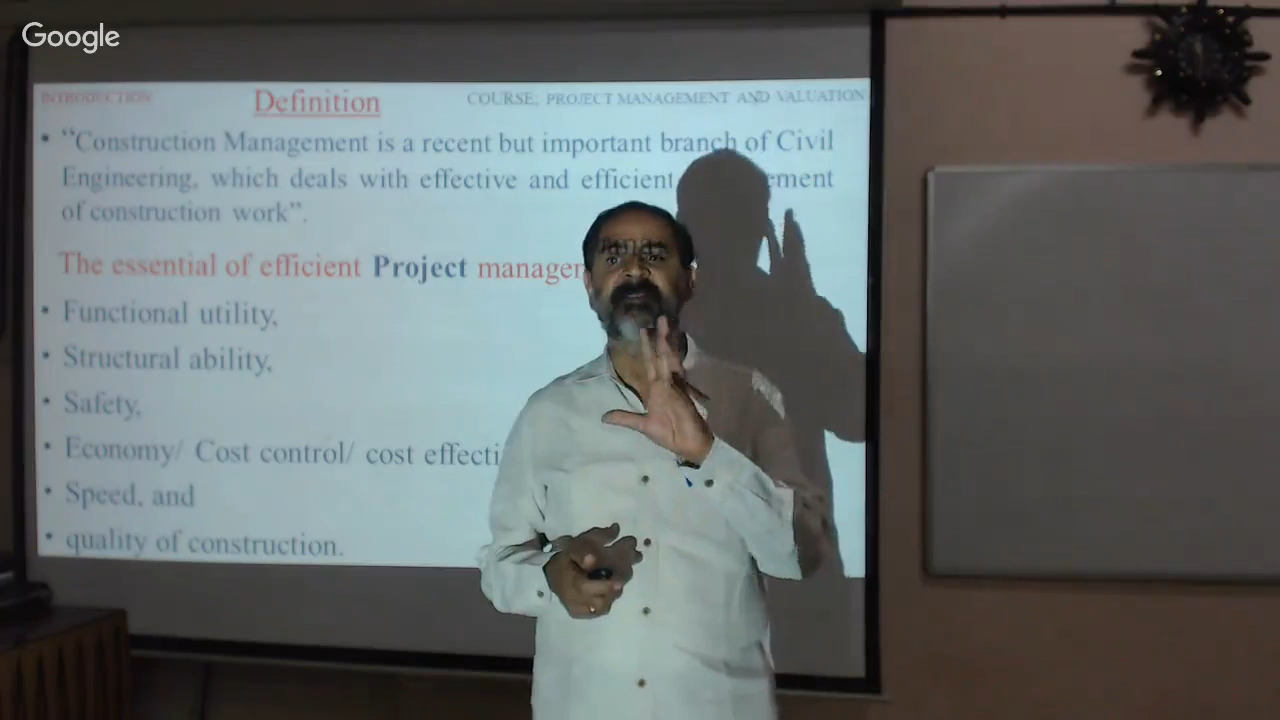 Google
INTRODUCTION
Definition
COURSE; PROJECT MANAGEMENT AND VALUATION
• “Construction Management is a recent but important branch of Civil
Engineering, which deals with effective and efficient ement
of construction work”.
The essential of efficient Project manager
• Functional utility,
• Structural ability,
• Safety,
• Economy/ Cost control/ cost effecti
• Speed, and
• quality of construction.